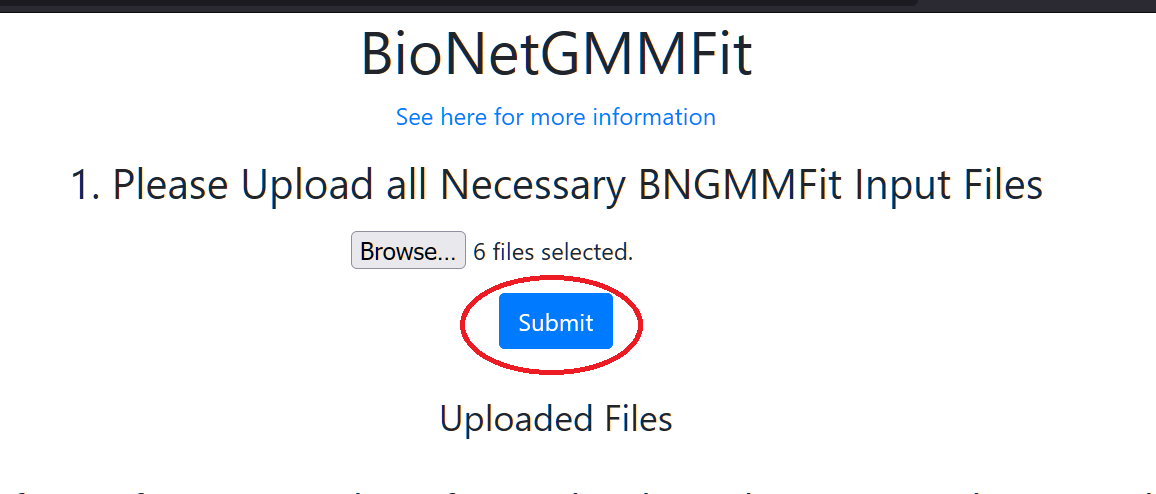 BioNetGMMFit
See here for more information
1. Please Upload all Necessary BNGMMFit Input Files
Browse... 6 files selected.
Submit
Uploaded Files